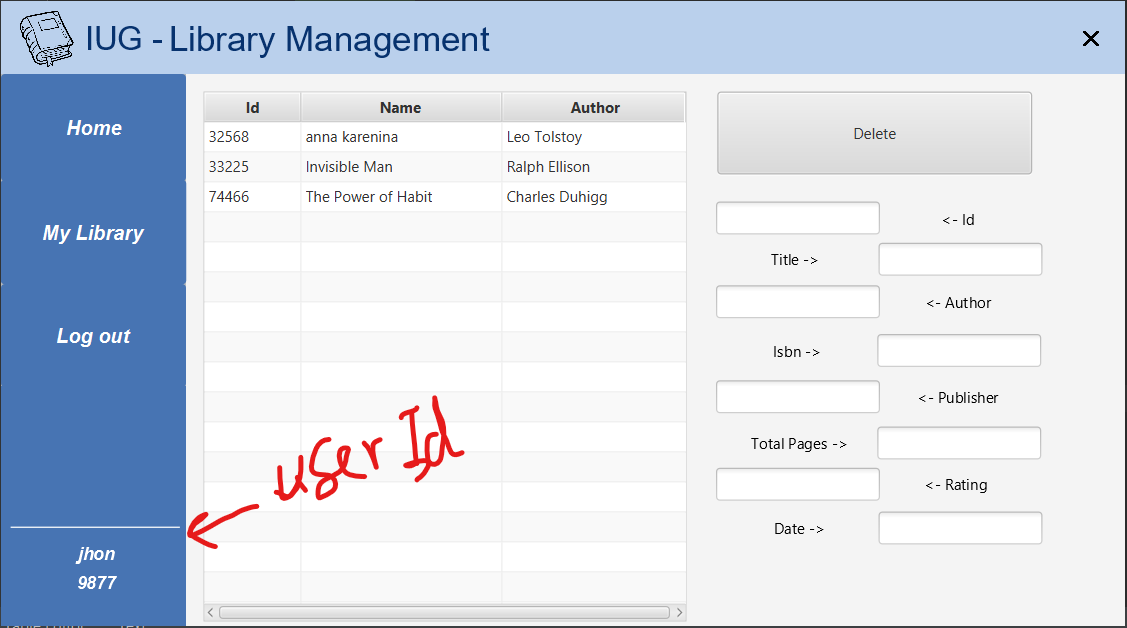 IUG - Library Management
Home
My Library
Log out
jhon
9877
Id Name Author
32568 anna karenina Leo Tolstoy
33225 Invisible Man Ralph Ellison
74466 The Power of Habit Charles Duhigg
user Id
Delete
<- Id
Title ->
<- Author
Isbn ->
<- Publisher
Total Pages ->
<- Rating
Date ->